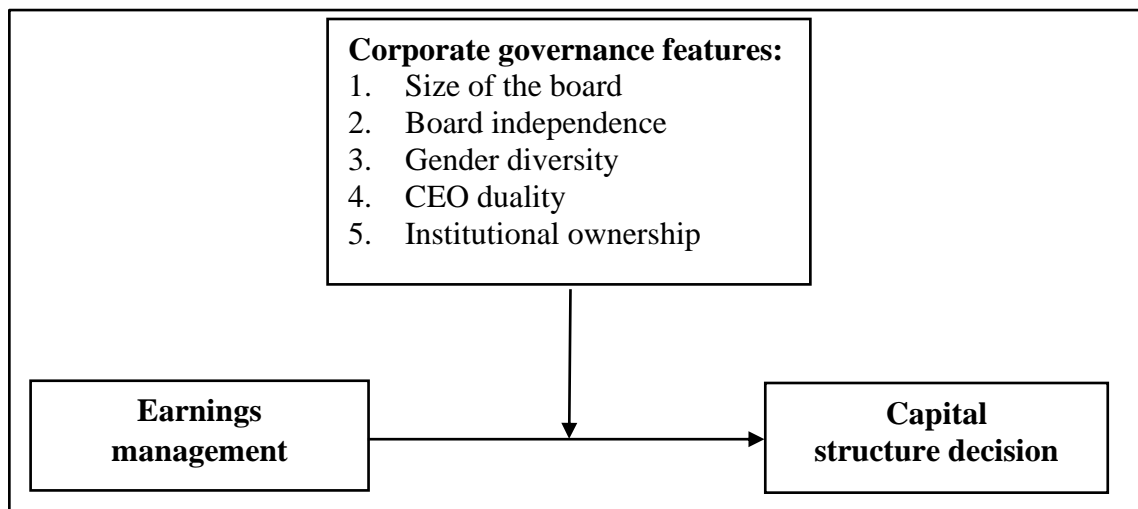 Corporate governance features:
1. Size of the board
2. Board independence
3. Gender diversity
4. CEO duality
5. Institutional ownership
Earnings
management
Capital
structure decision